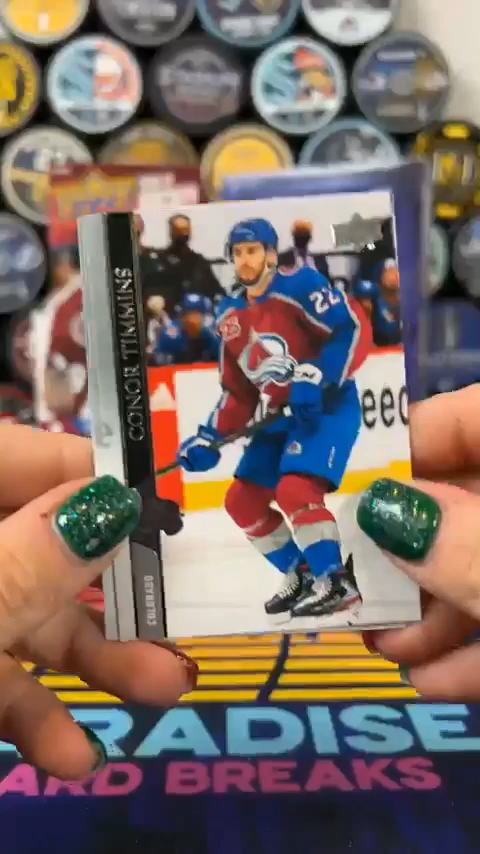 CONOR TIMMINS
22
eed
COLORADO
RADISE
ARD BREAKS